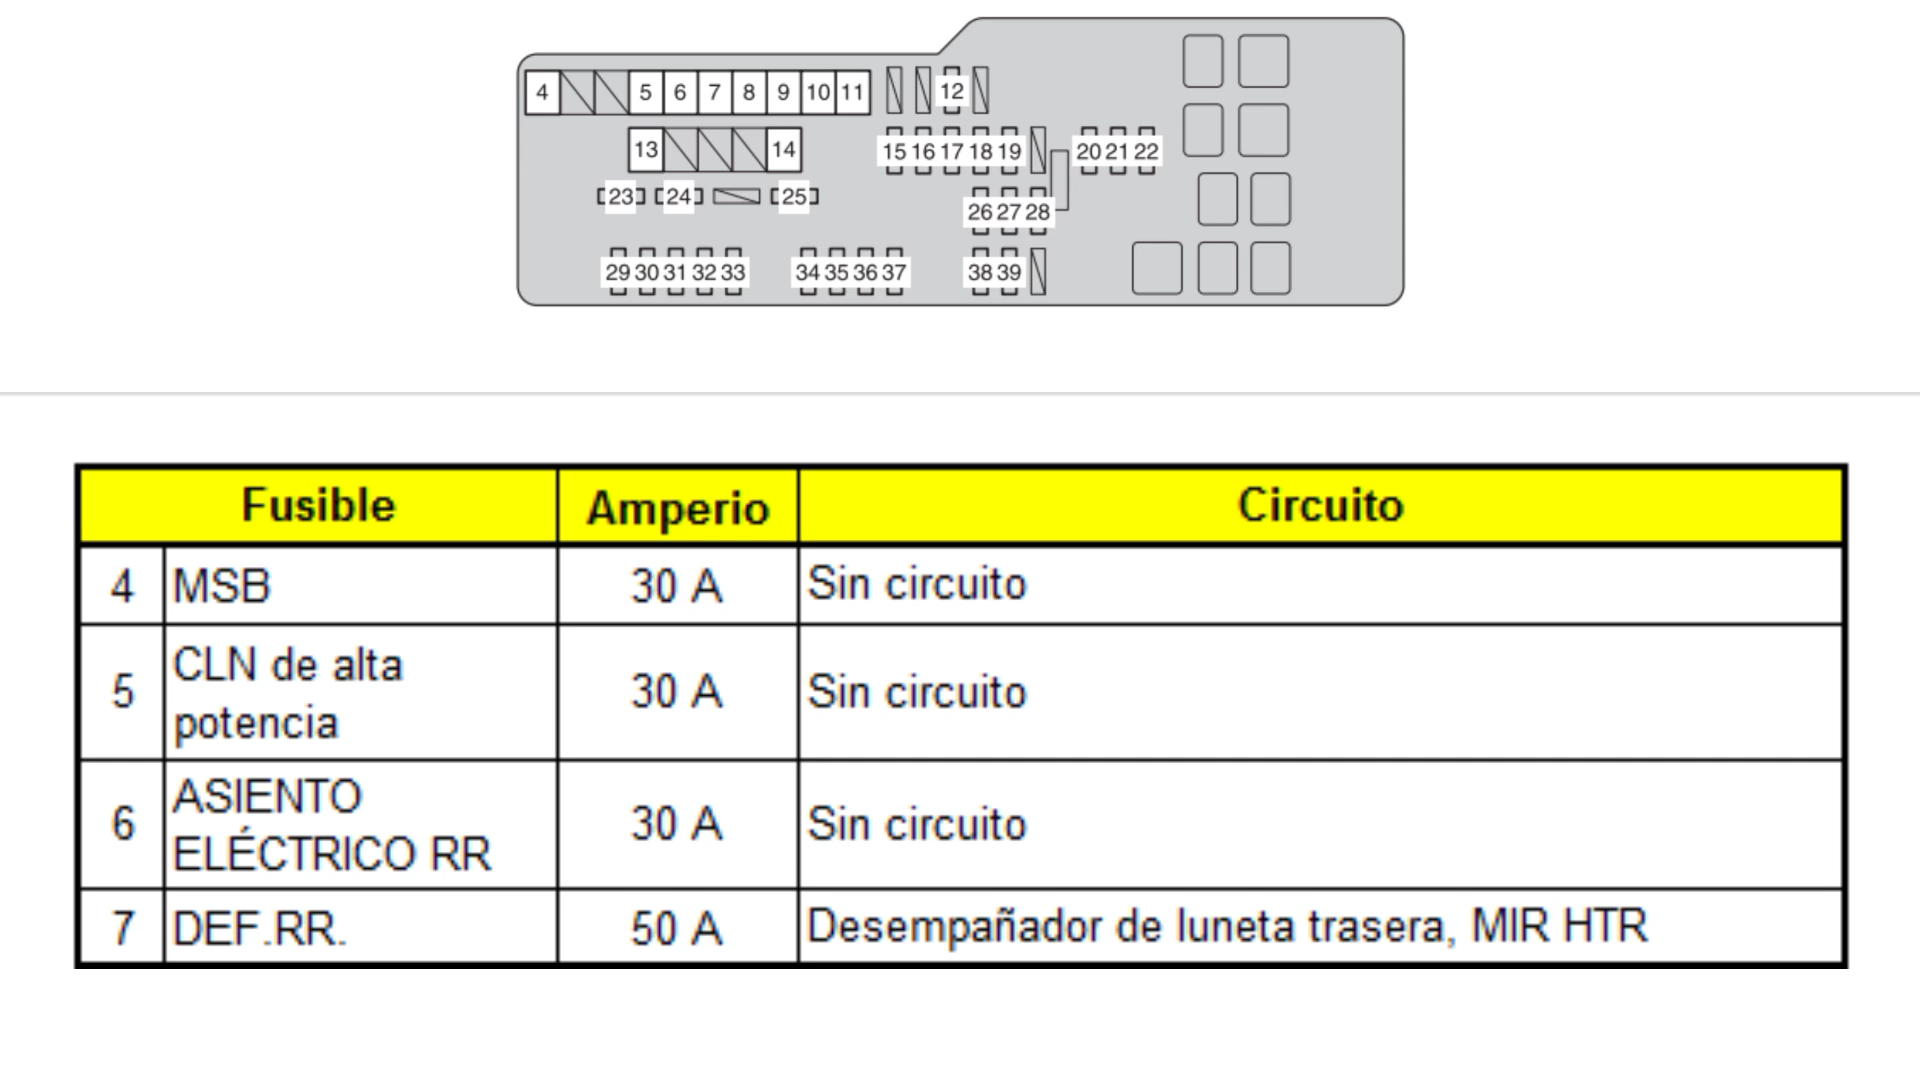 4 5 6 7 8 9 10 11 12
13 14 15 16 17 18 19 20 21 22
23 24 25
26 27 28
29 30 31 32 33 34 35 36 37 38 39
Fusible Amperio Circuito
4 MSB 30 A Sin circuito
5 CLN de alta
potencia 30 A Sin circuito
6 ASIENTO
ELÉCTRICO RR 30 A Sin circuito
7 DEF.RR. 50 A Desempañador de luneta trasera, MIR HTR